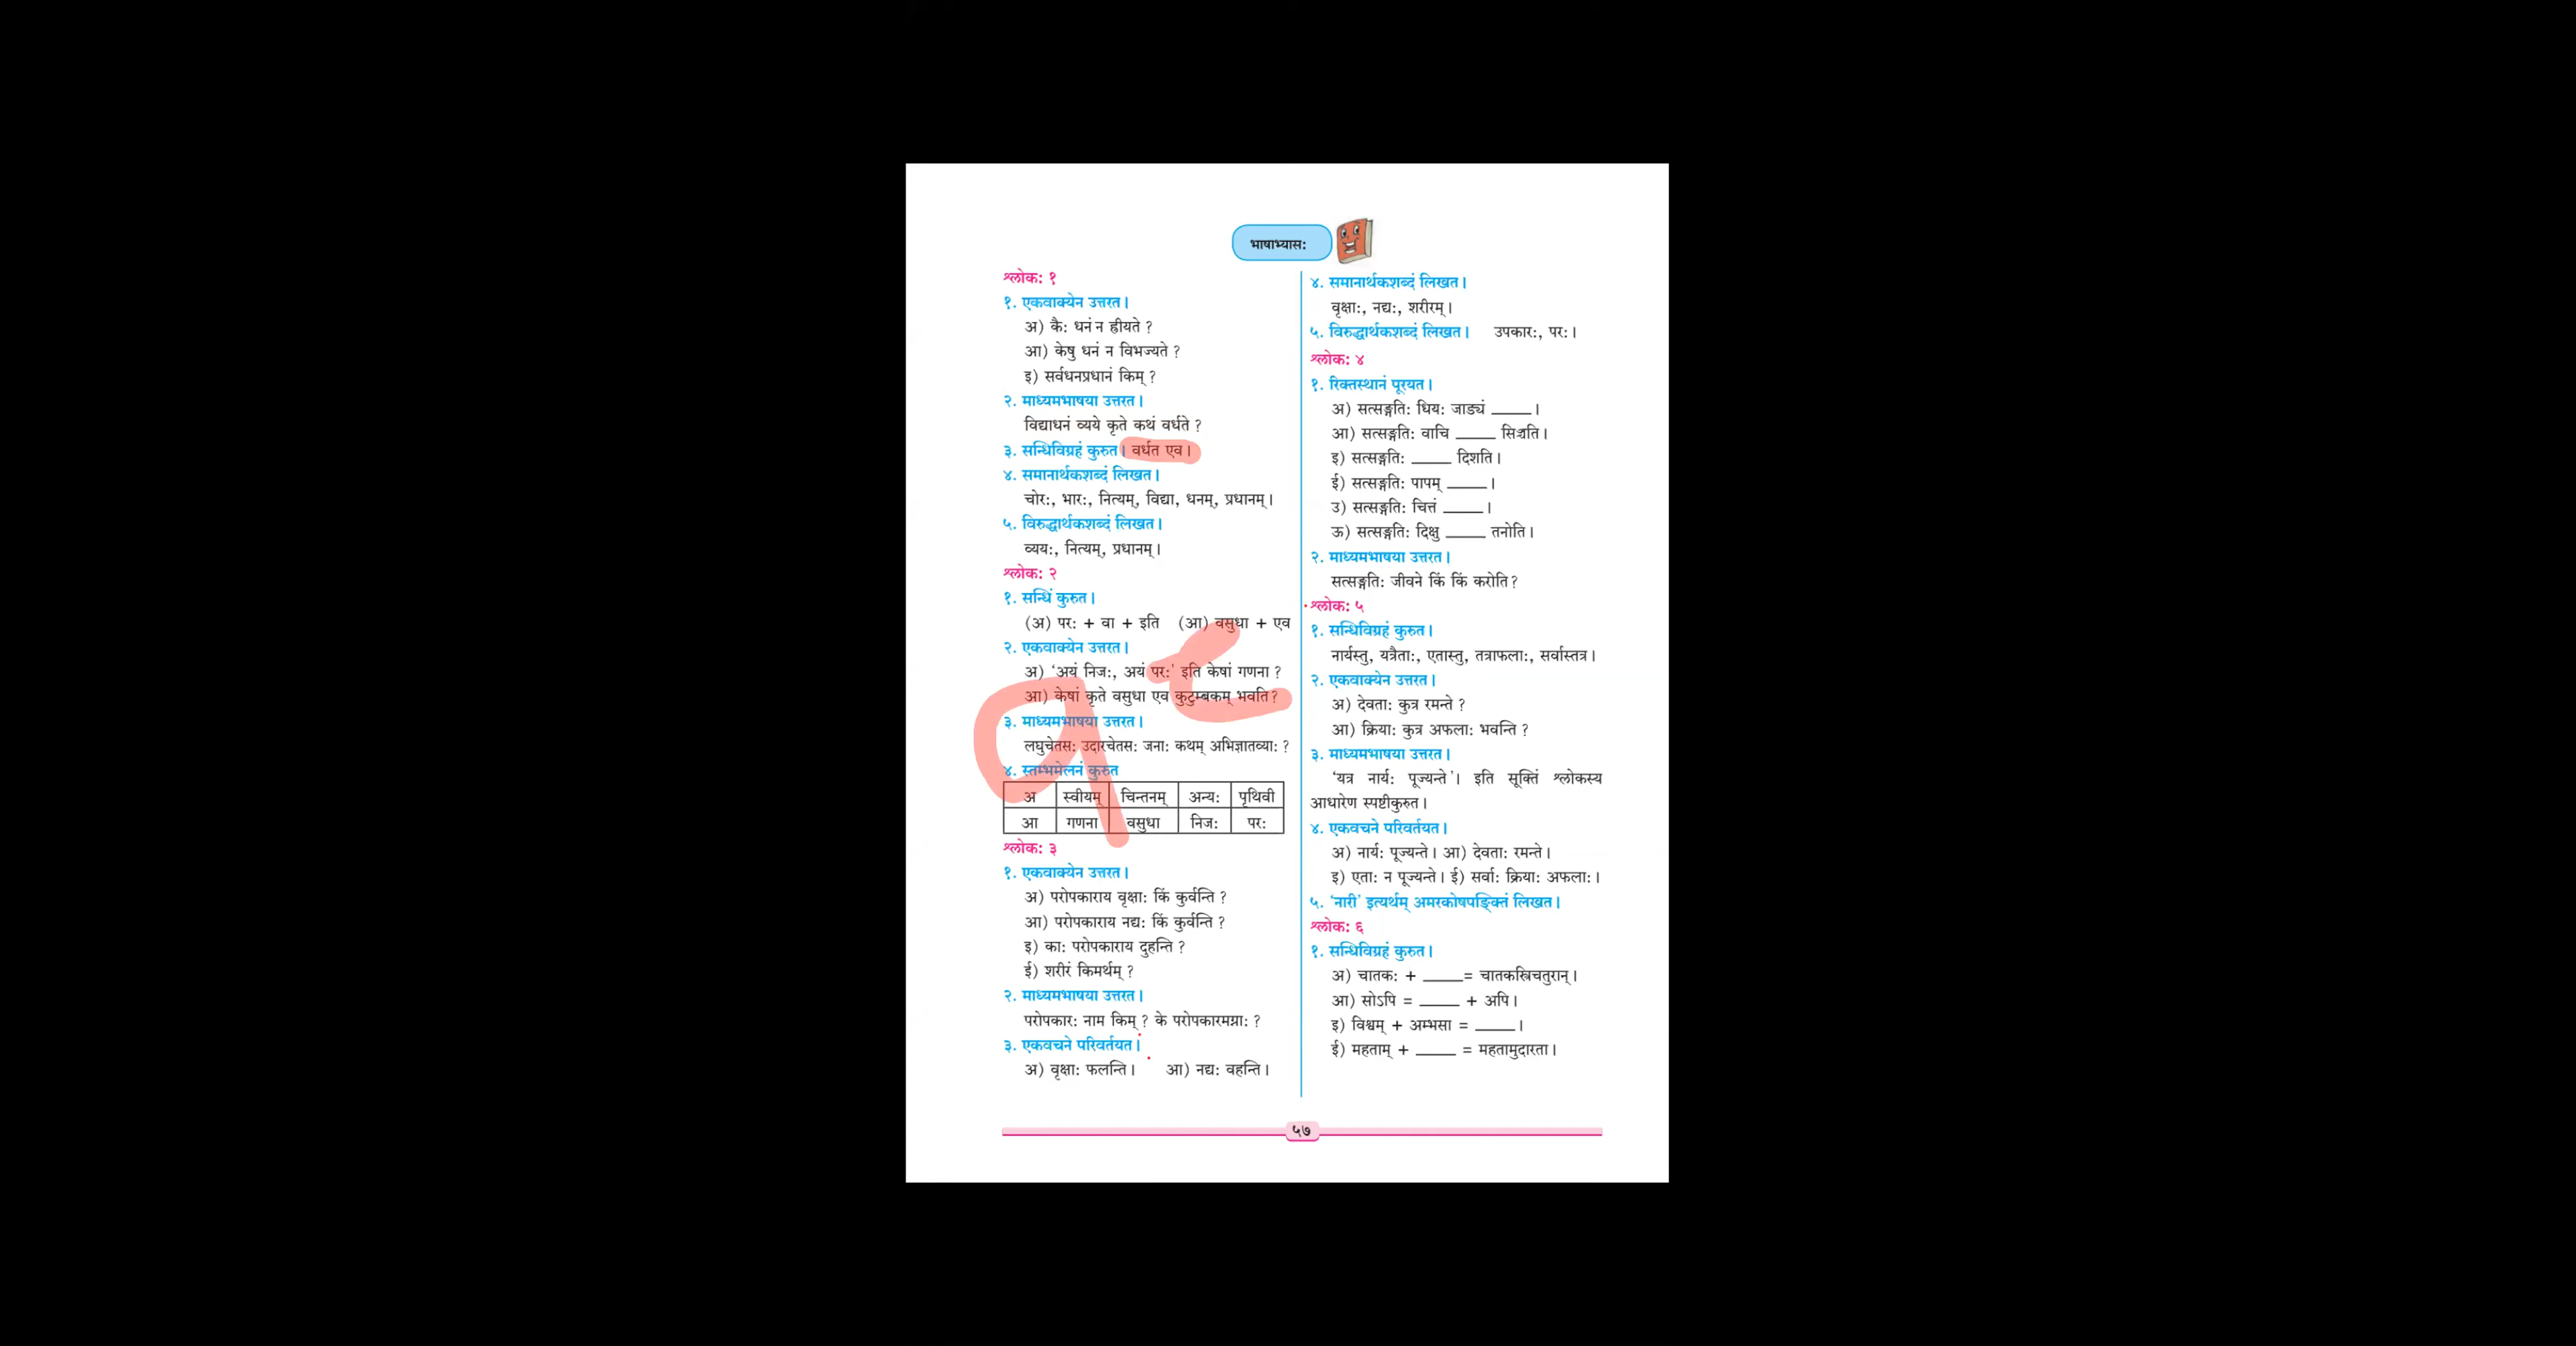 भाषाभ्यासः
श्लोकः १
१. एकवाक्येन उत्तरत।
अ) कैः धनं न ह्रीयते ?
आ) केषु धनं न विभज्यते ?
इ) सर्वधनप्रधानं किम् ?
२. माध्यमभाषया उत्तरत।
विद्याधनं व्यये कृते कथं वर्धते ?
३. सन्धिविग्रहं कुरुत। वर्धत एव।
४. समानार्थकशब्दं लिखत।
चोरः, भारः, नित्यम्, विद्या, धनम्, प्रधानम्।
५. विरुद्धार्थकशब्दं लिखत।
व्ययः, नित्यम्, प्रधानम्।
श्लोकः २
१. सन्धिं कुरुत।
(अ) परः + वा + इति (आ) वसुधा + एव
२. एकवाक्येन उत्तरत।
अ) ‘अयं निजः, अयं परः’ इति केषां गणना ?
आ) केषां कृते वसुधा एव कुटुम्बकम् भवति ?
३. माध्यमभाषया उत्तरत।
लघुचेतसः उदारचेतसः जनाः कथम् अभिज्ञातव्याः ?
४. स्तम्भमेलनं कुरुत
अ स्वीयम् चिन्तनम् अन्यः पृथिवी
आ गणना वसुधा निजः परः
श्लोकः ३
१. एकवाक्येन उत्तरत।
अ) परोपकाराय वृक्षाः किं कुर्वन्ति ?
आ) परोपकाराय नद्यः किं कुर्वन्ति ?
इ) काः परोपकाराय दुहन्ति ?
ई) शरीरं किमर्थम् ?
२. माध्यमभाषया उत्तरत।
परोपकारः नाम किम् ? के परोपकारमग्नाः ?
३. एकवचने परिवर्तयत।
अ) वृक्षाः फलन्ति। आ) नद्यः वहन्ति।
४. समानार्थकशब्दं लिखत।
वृक्षाः, नद्यः, शरीरम्।
५. विरुद्धार्थकशब्दं लिखत। उपकारः, परः।
श्लोकः ४
१. रिक्तस्थानं पूरयत।
अ) सत्सङ्गतिः धियः जाड्यं _____ ।
आ) सत्सङ्गतिः वाचि _____ सिञ्चति।
इ) सत्सङ्गतिः _____ दिशति।
ई) सत्सङ्गतिः पापम् _____ ।
उ) सत्सङ्गतिः चित्तं _____ ।
ऊ) सत्सङ्गतिः दिक्षु _____ तनोति।
२. माध्यमभाषया उत्तरत।
सत्सङ्गतिः जीवने किं किं करोति ?
श्लोकः ५
१. सन्धिविग्रहं कुरुत।
नार्यस्तु, यत्रैताः, एतास्तु, तत्राफलाः, सर्वास्तत्र।
२. एकवाक्येन उत्तरत।
अ) देवताः कुत्र रमन्ते ?
आ) क्रियाः कुत्र अफलाः भवन्ति ?
३. माध्यमभाषया उत्तरत।
‘यत्र नार्यः पूज्यन्ते’। इति सूक्तिं श्लोकस्य
आधारेण स्पष्टीकुरुत।
४. एकवचने परिवर्तयत।
अ) नार्यः पूज्यन्ते। आ) देवताः रमन्ते।
इ) एताः न पूज्यन्ते। ई) सर्वाः क्रियाः अफलाः।
५. ‘नारी’ इत्यर्थम् अमरकोषपङ्क्तिं लिखत।
श्लोकः ६
१. सन्धिविग्रहं कुरुत।
अ) चातकः + _____ = चातकस्त्रिचतुरान्।
आ) सोऽपि = _____ + अपि।
इ) विश्वम् + अम्भसा = _____ ।
ई) महताम् + _____ = महतामुदारता।
५७